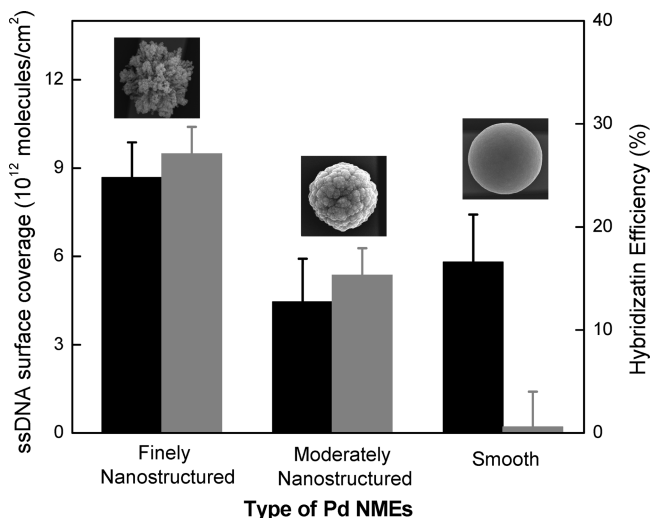 ssDNA surface coverage (10¹² molecules/cm²)
12
9
6
3
0
40
30
20
10
0
Hybridizatin Efficiency (%)
Finely
Nanostructured
Moderately
Nanostructured
Smooth
Type of Pd NMEs